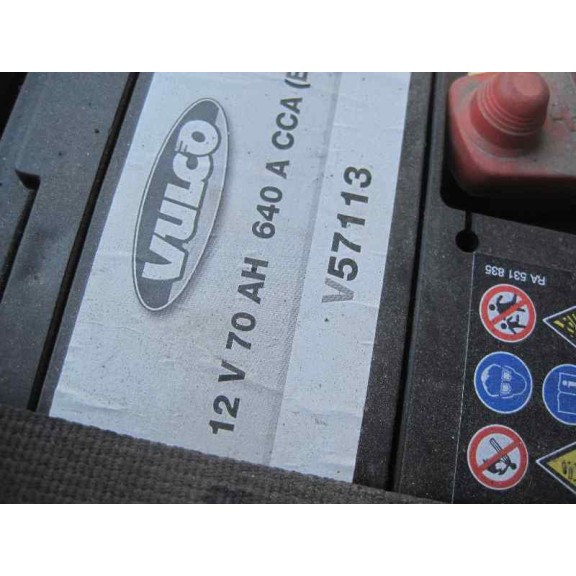 VULCO
12 V 70 AH 640 A CCA (E
V57113
RA 531 835